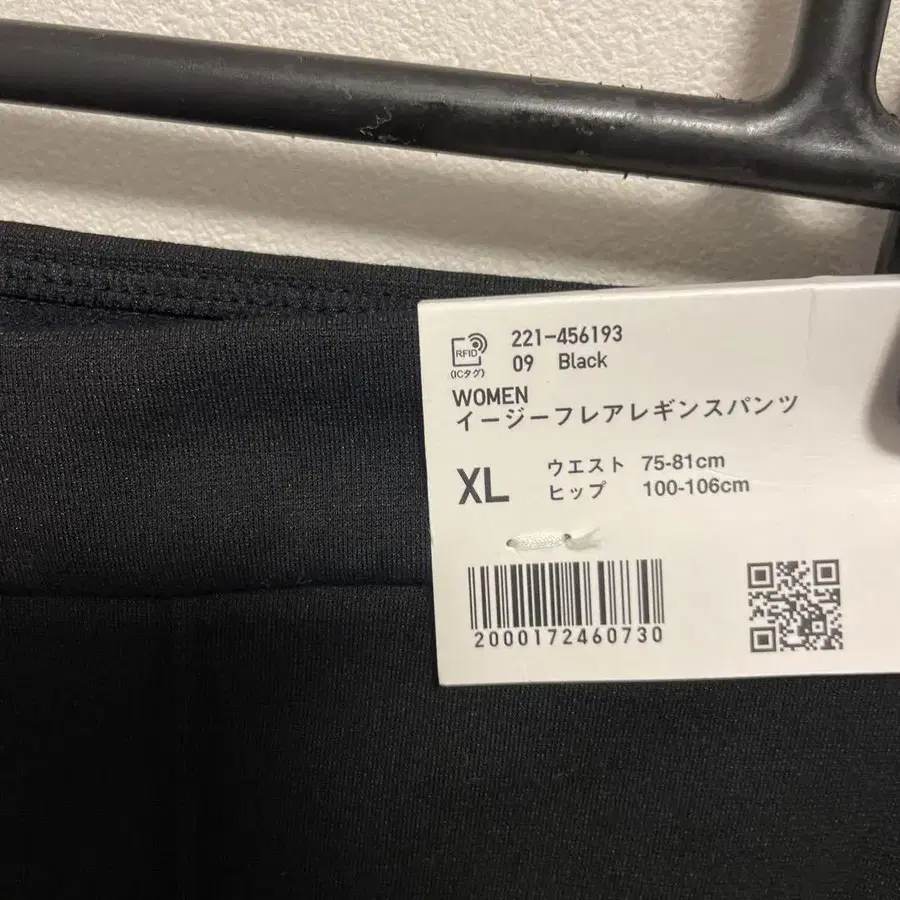 RFID
(ICタグ)
221-456193
09 Black
WOMEN
イージーフレアレギンスパンツ
XL
ウエスト 75-81cm
ヒップ 100-106cm
2000172460730